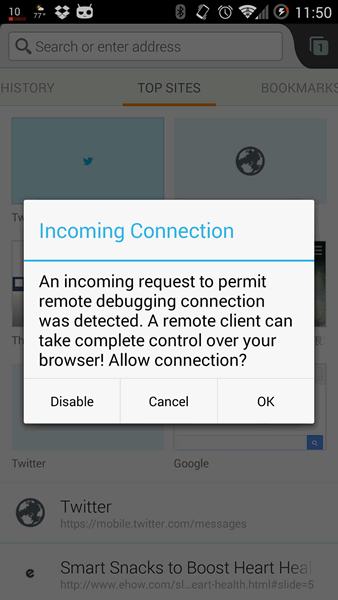 10 77° 11:50
Search or enter address 1
HISTORY TOP SITES BOOKMARKS
Tw
Incoming Connection
An incoming request to permit
remote debugging connection
was detected. A remote client can
take complete control over your
browser! Allow connection?
Th
Disable Cancel OK
Twitter Google
Twitter
https://mobile.twitter.com/messages
Smart Snacks to Boost Heart Heal
http://www.ehow.com/sl...eart-health.html#slide=5